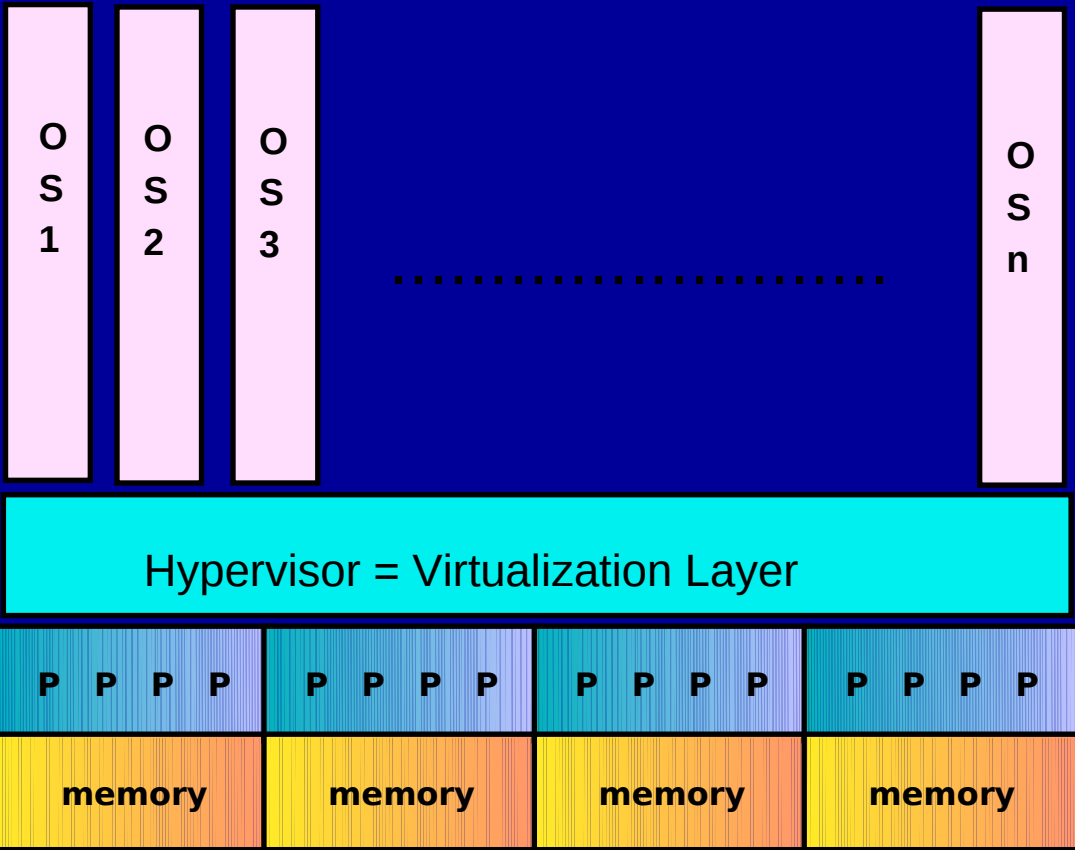 O
S
1
O
S
2
O
S
3
.........................
O
S
n
Hypervisor = Virtualization Layer
P P P P
P P P P
P P P P
P P P P
memory
memory
memory
memory